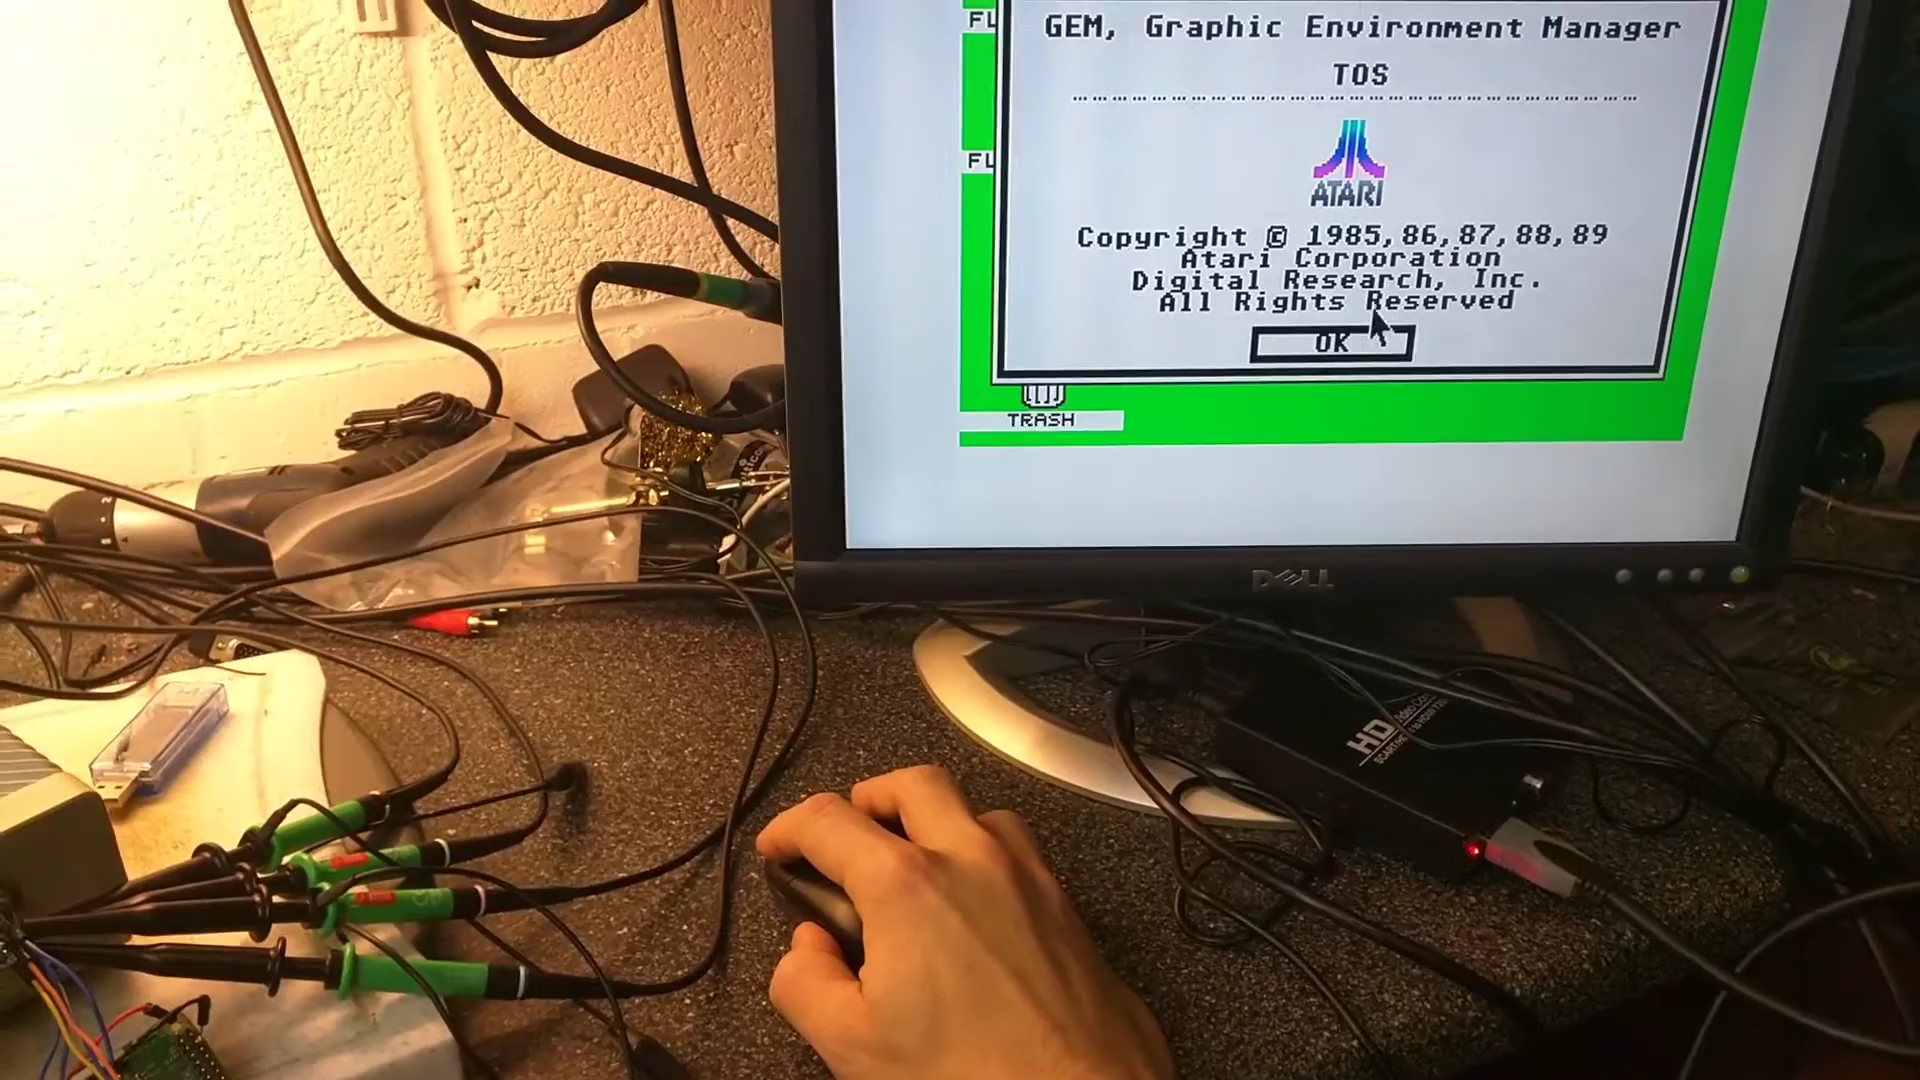 FL
GEM, Graphic Environment Manager
TOS
FL
ATARI
Copyright © 1985,86,87,88,89
Atari Corporation
Digital Research, Inc.
All Rights Reserved
OK
TRASH
DELL
HD